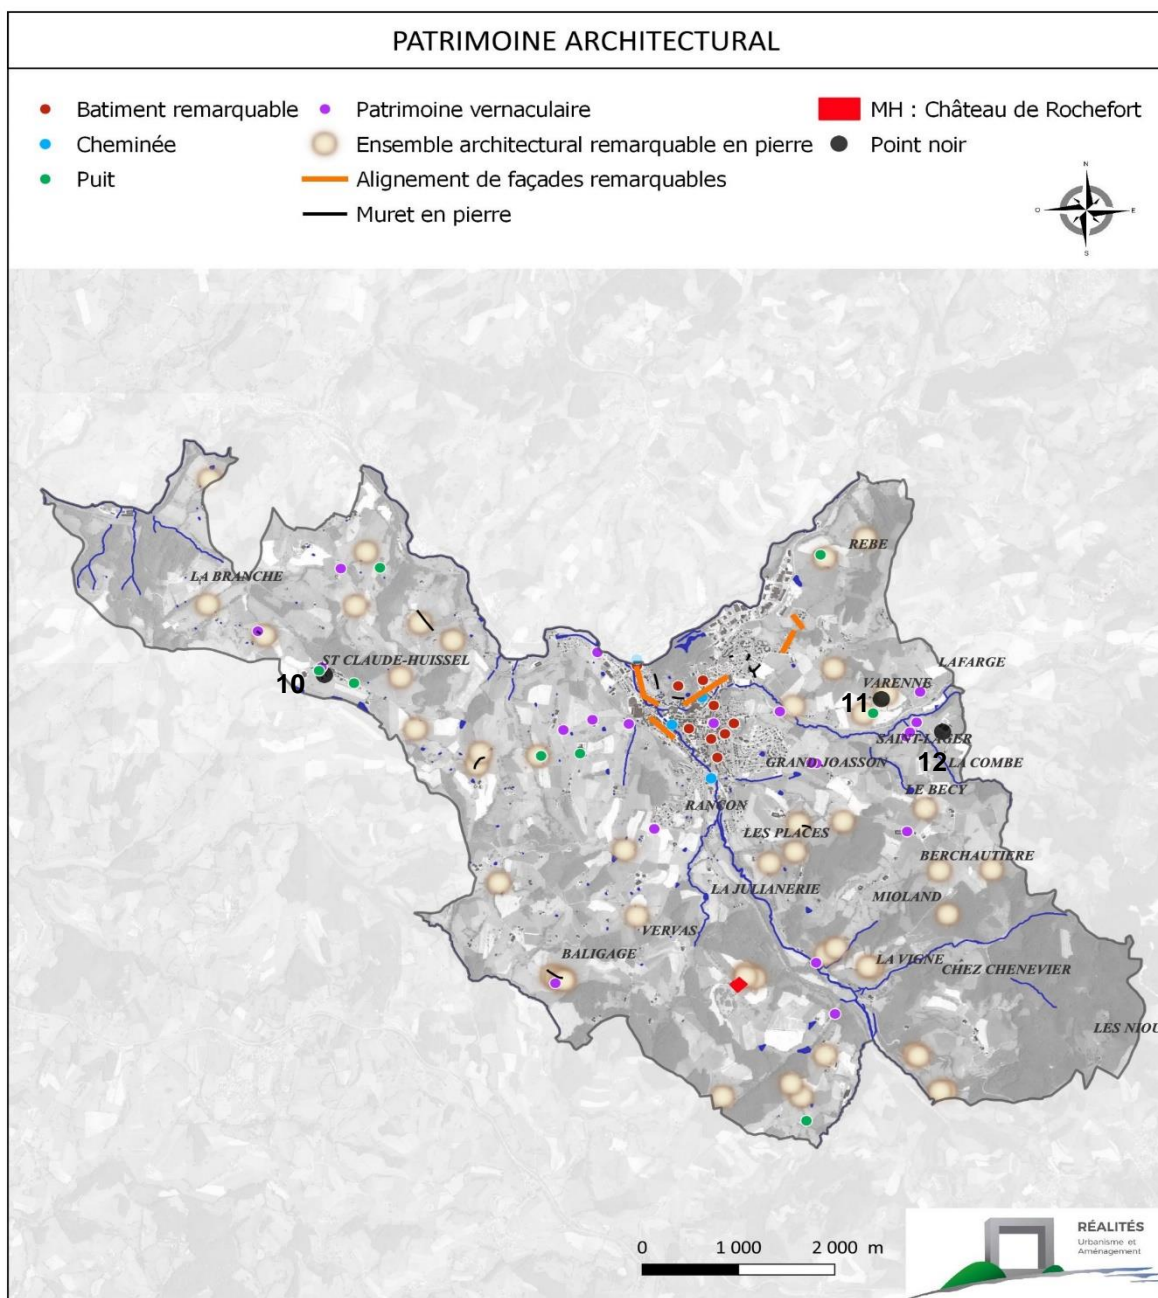 PATRIMOINE ARCHITECTURAL
Batiment remarquable
Patrimoine vernaculaire
MH : Château de Rochefort
Cheminée
Ensemble architectural remarquable en pierre
Point noir
Puit
Alignement de façades remarquables
Muret en pierre
N
O
E
S
REBE
LA BRANCHE
ST CLAUDE-HUISSEL
LAFARGE
10
VARENNE
11
SAINT-LAGER
12
LA COMBE
GRAND JOASSON
LE BECY
RANCON
LES PLACES
BERCHAUTIERE
LA JULIANERIE
MIOLAND
VERVAS
BALIGAGE
LA VIGNE
CHEZ CHENEVIER
LES NIOU
RÉALITÉS
Urbanisme et
Aménagement
0 1 000 2 000 m